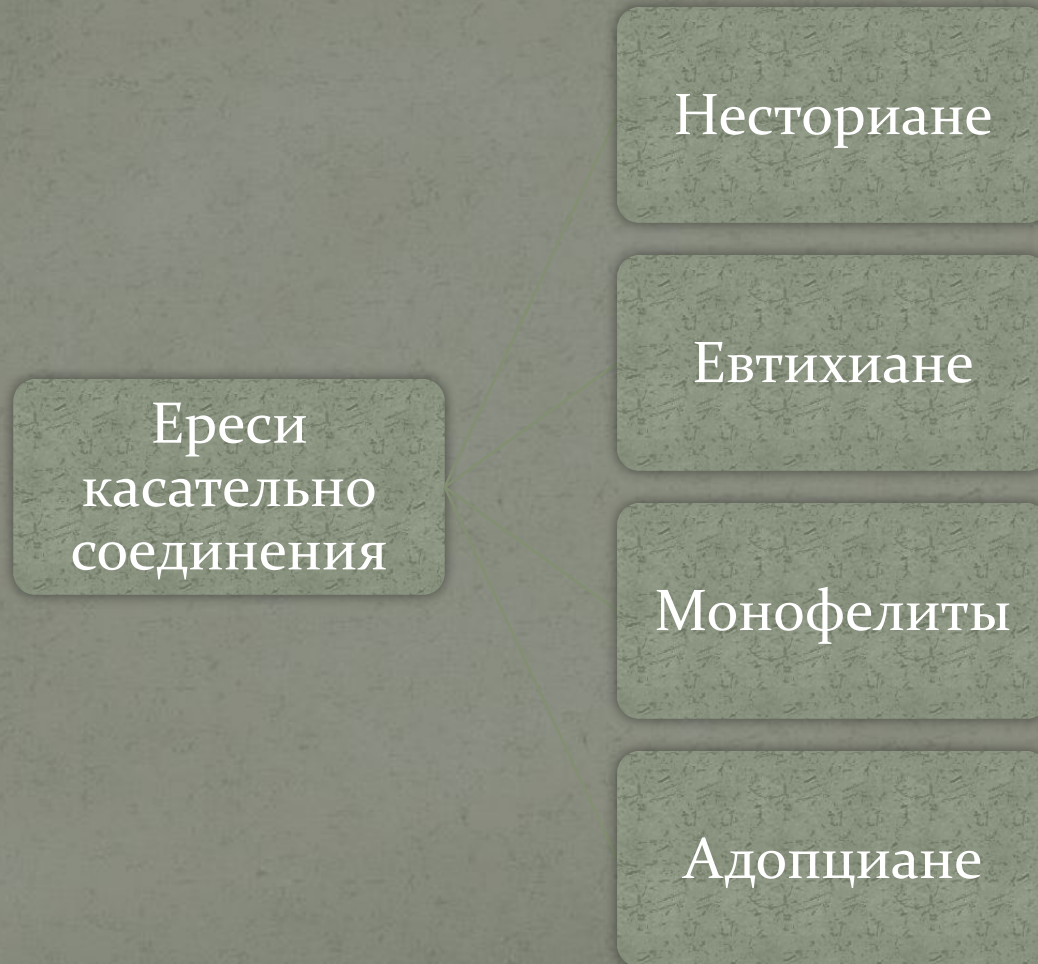 Ереси
касательно
соединения
Несториане
Евтихиане
Монофелиты
Адопциане